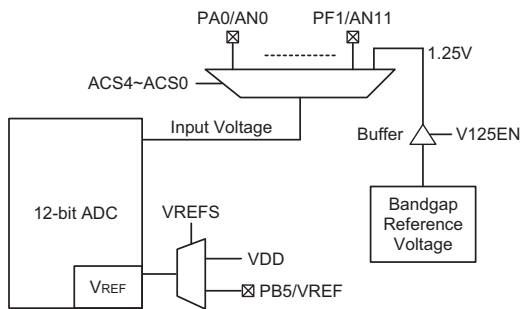 PA0/AN0 PF1/AN11
1.25V
ACS4~ACS0
Input Voltage
Buffer V125EN
12-bit ADC
Bandgap
Reference
Voltage
VREFS
VDD
VREF
PB5/VREF